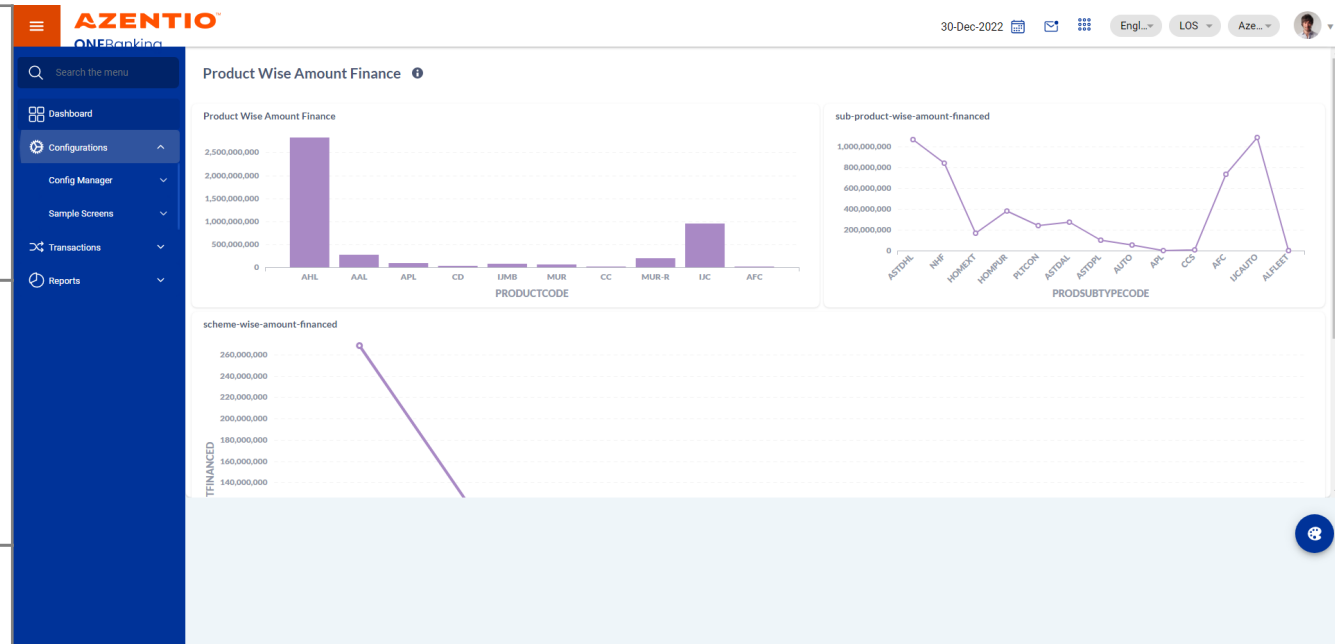 AZENTIO™
ONEBanking
30-Dec-2022
Engl...
LOS
Aze...
Search the menu
Dashboard
Configurations
Config Manager
Sample Screens
Transactions
Reports
Product Wise Amount Finance
Product Wise Amount Finance
2,500,000,000
2,000,000,000
1,500,000,000
1,000,000,000
500,000,000
0
AHL AAL APL CD IJMB MUR CC MUR-R IJC AFC
PRODUCTCODE
sub-product-wise-amount-financed
1,000,000,000
800,000,000
600,000,000
400,000,000
200,000,000
0
ASTDHL NHF HOMEXT HOMPUR PLTCON ASTDAL ASTDPL AUTO APL CCS AFC IJCAUTO ALFLEET
PRODSUBTYPECODE
scheme-wise-amount-financed
260,000,000
240,000,000
220,000,000
200,000,000
180,000,000
160,000,000
140,000,000
TFINANCED